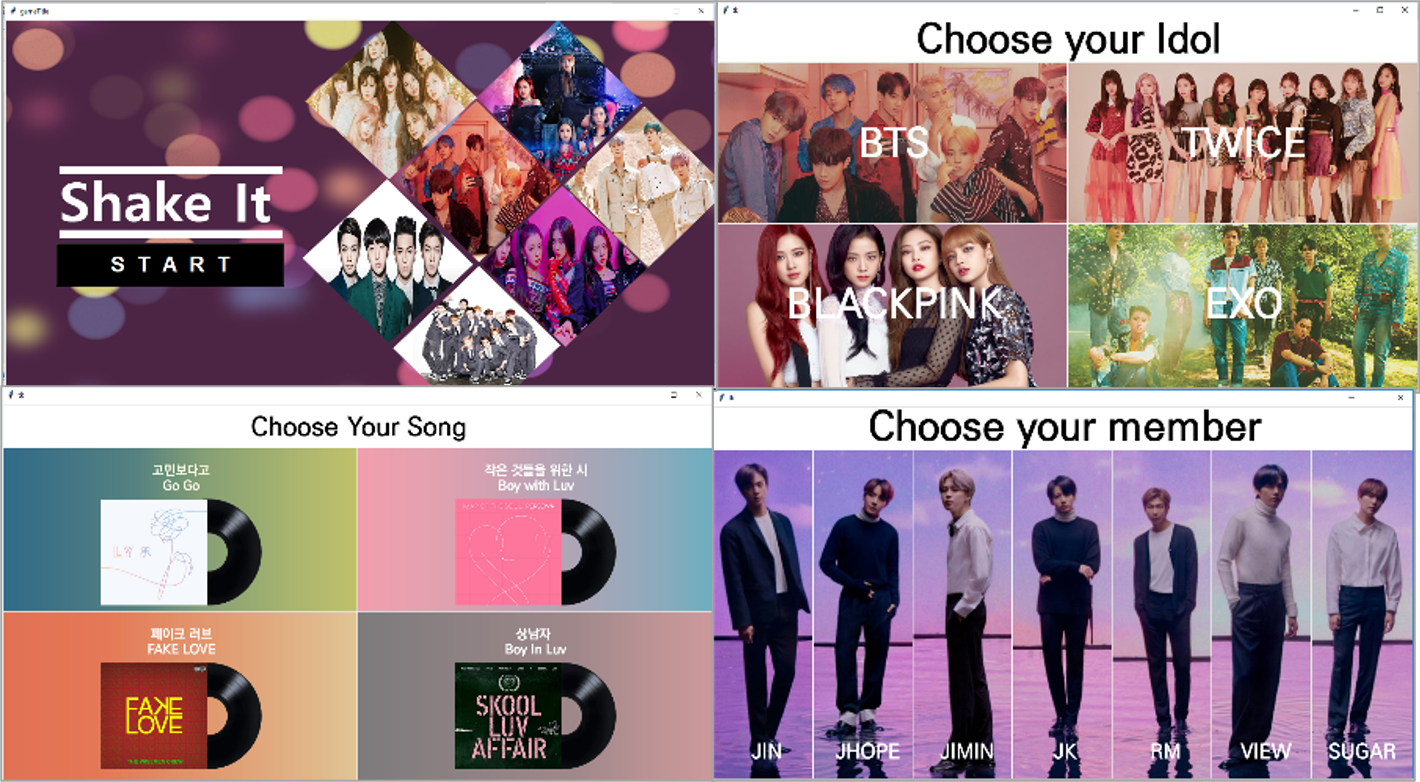 gameTitle
Shake It
START
Choose your Idol
BTS
TWICE
BLACKPINK
EXO
Choose Your Song
고민보다고
Go Go
작은 것들을 위한 시
Boy with Luv
페이크 러브
FAKE LOVE
FAKE
LOVE
상남자
Boy In Luv
SKOOL
LUV
AFFAIR
Choose your member
JIN
JHOPE
JIMIN
JK
RM
VIEW
SUGAR